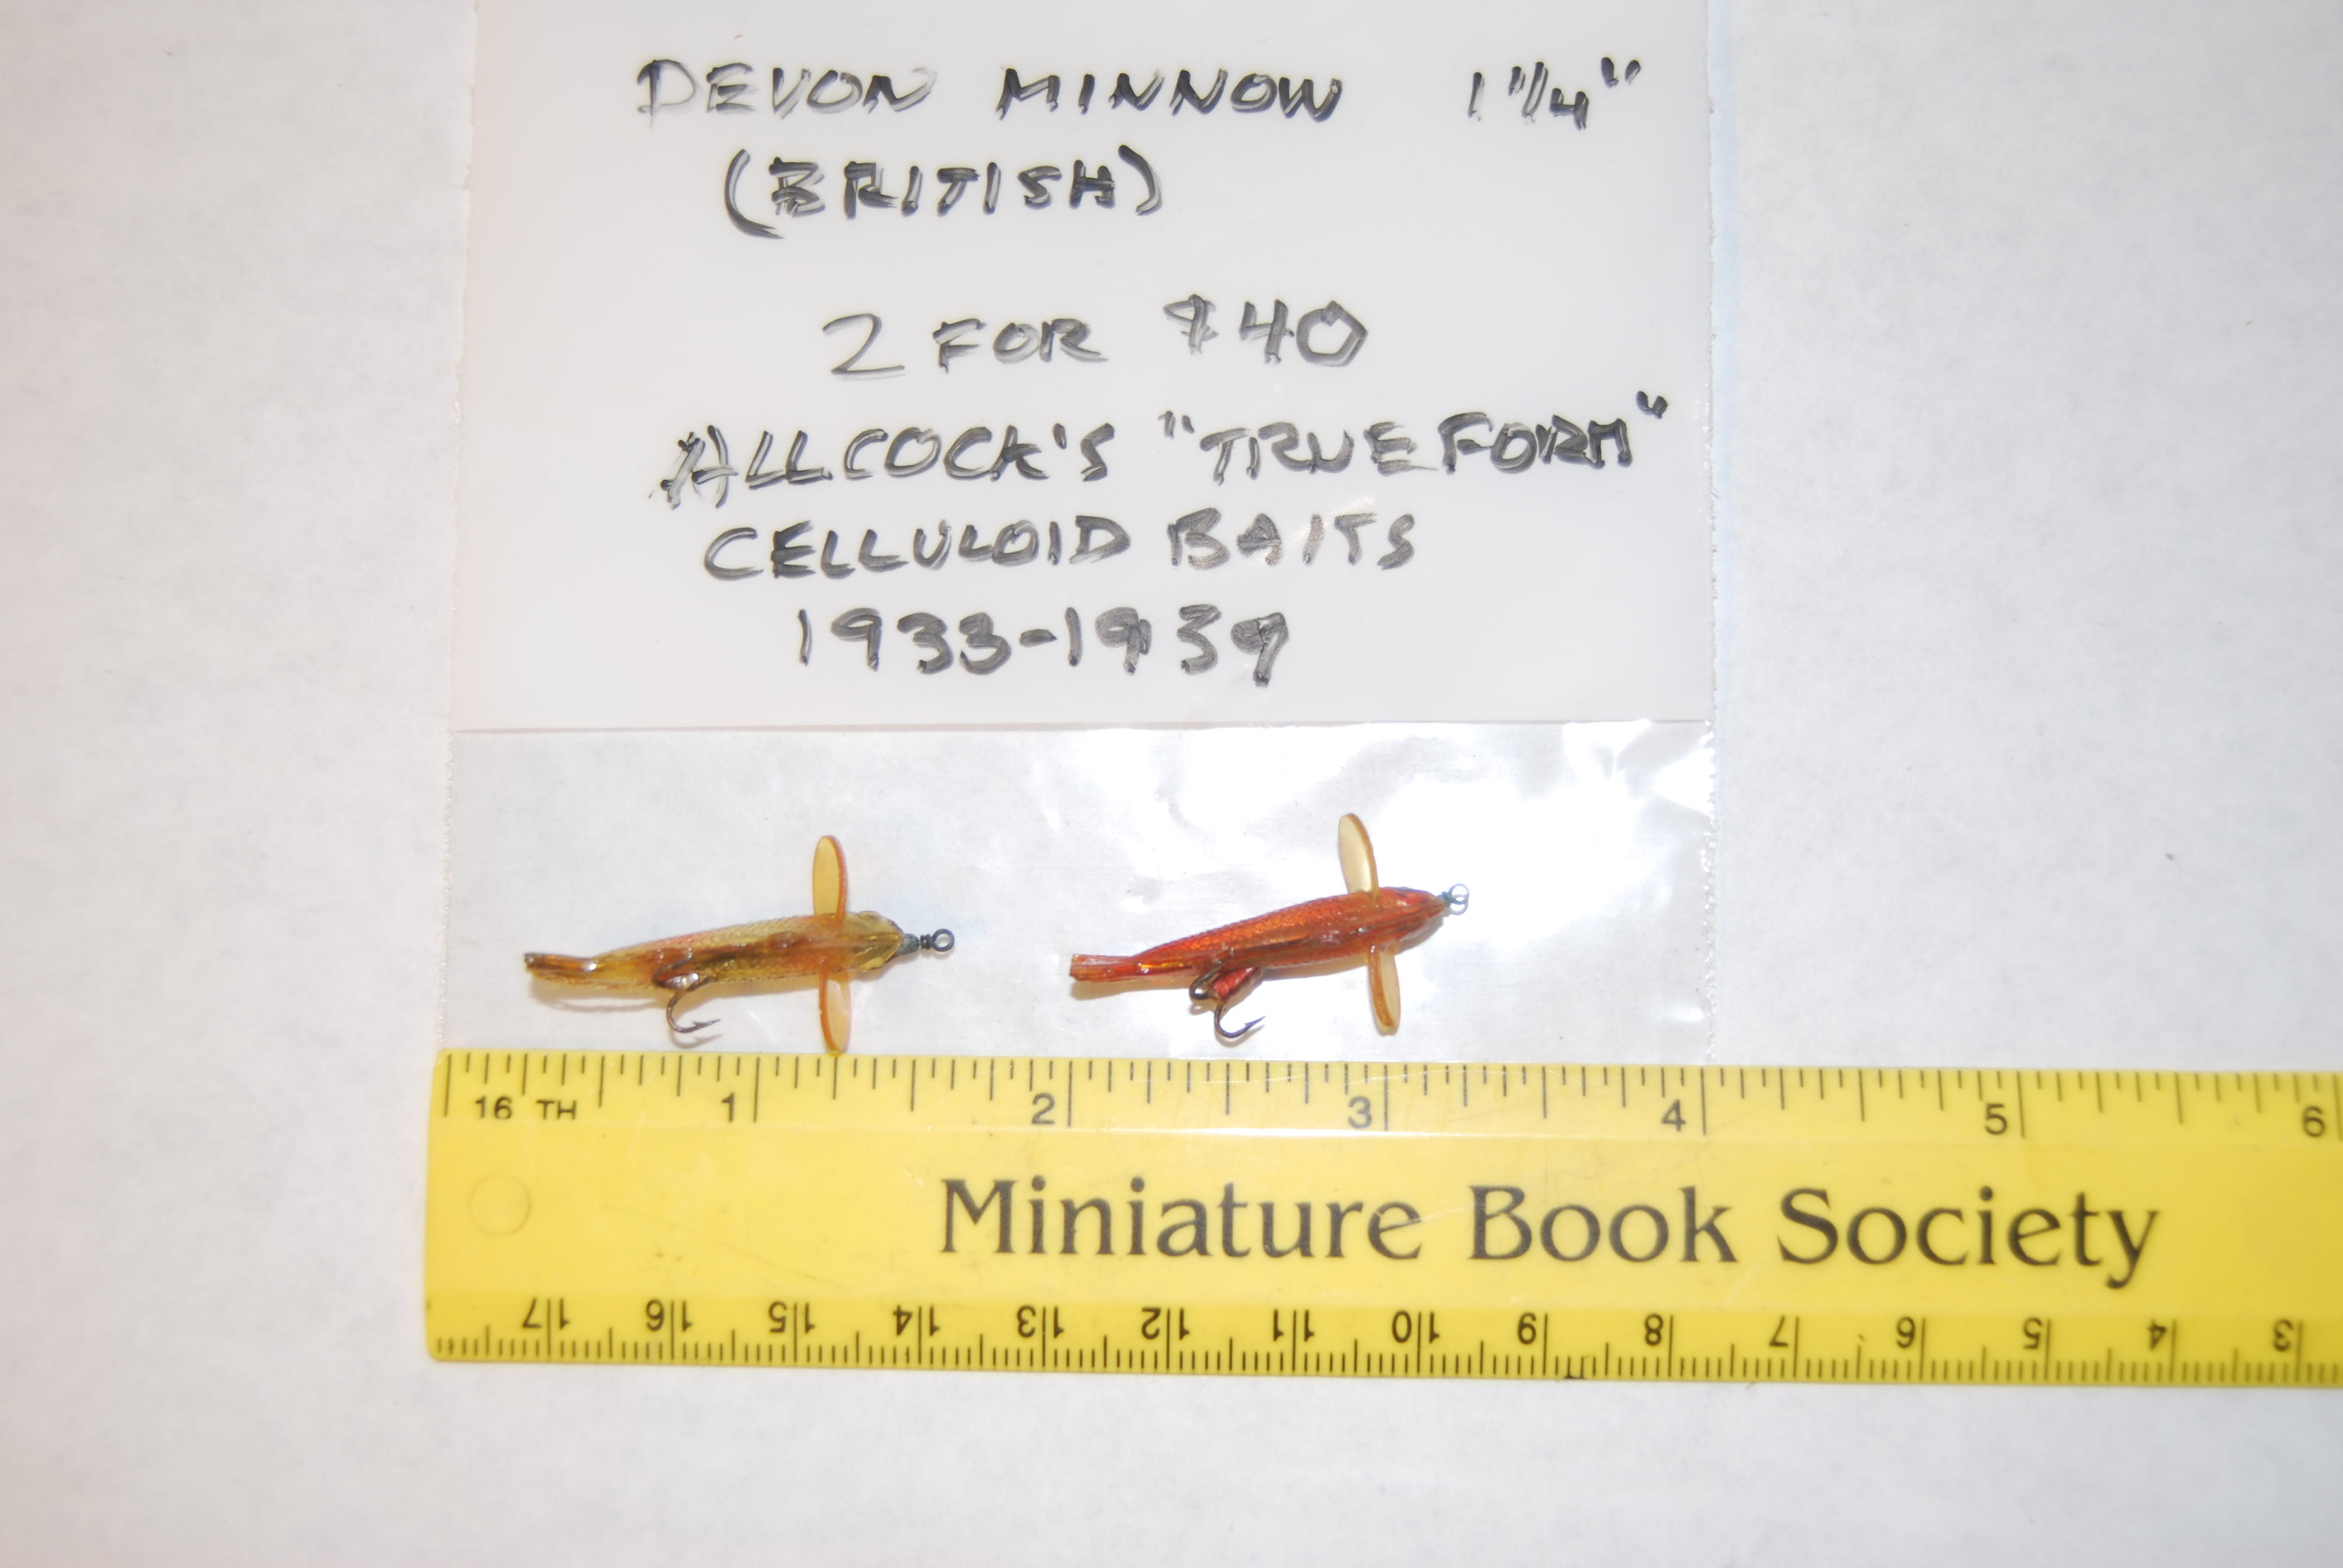 DEVON MINNOW 1 1/4"
(BRITISH)
2 FOR $40
ALLCOCK'S "TRUE FORM"
CELLULOID BAITS
1933-1939
16 TH 1 2 3 4 5 6
Miniature Book Society
17 16 15 14 13 12 11 10 9 8 7 6 5 4 3